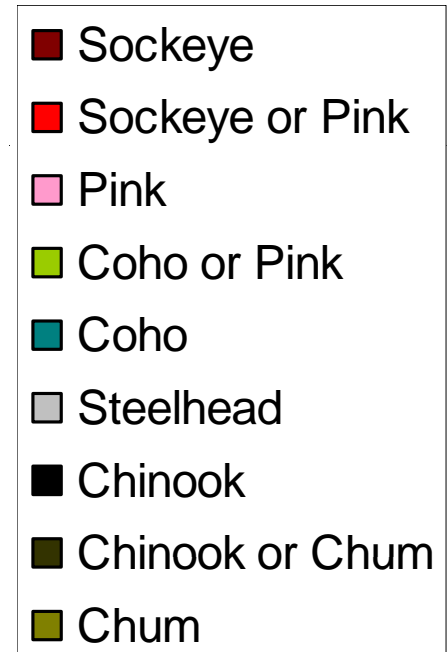 Sockeye
Sockeye or Pink
Pink
Coho or Pink
Coho
Steelhead
Chinook
Chinook or Chum
Chum